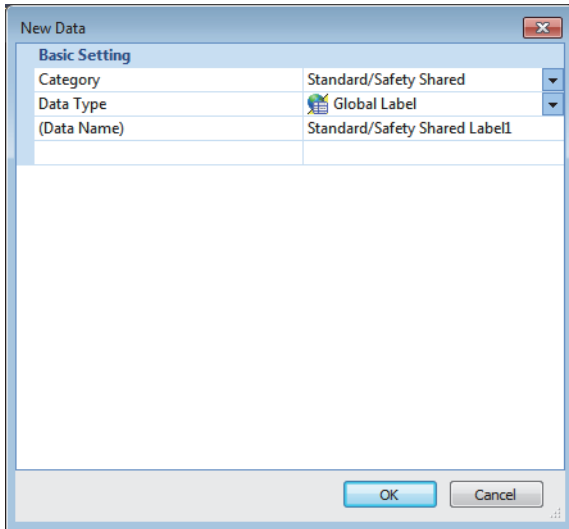 New Data
Basic Setting
Category Standard/Safety Shared
Data Type Global Label
(Data Name) Standard/Safety Shared Label1
OK Cancel